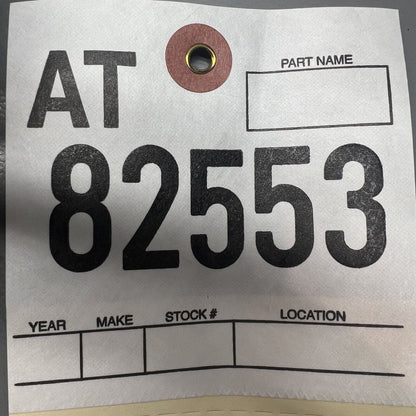 AT
PART NAME
82553
YEAR MAKE STOCK # LOCATION